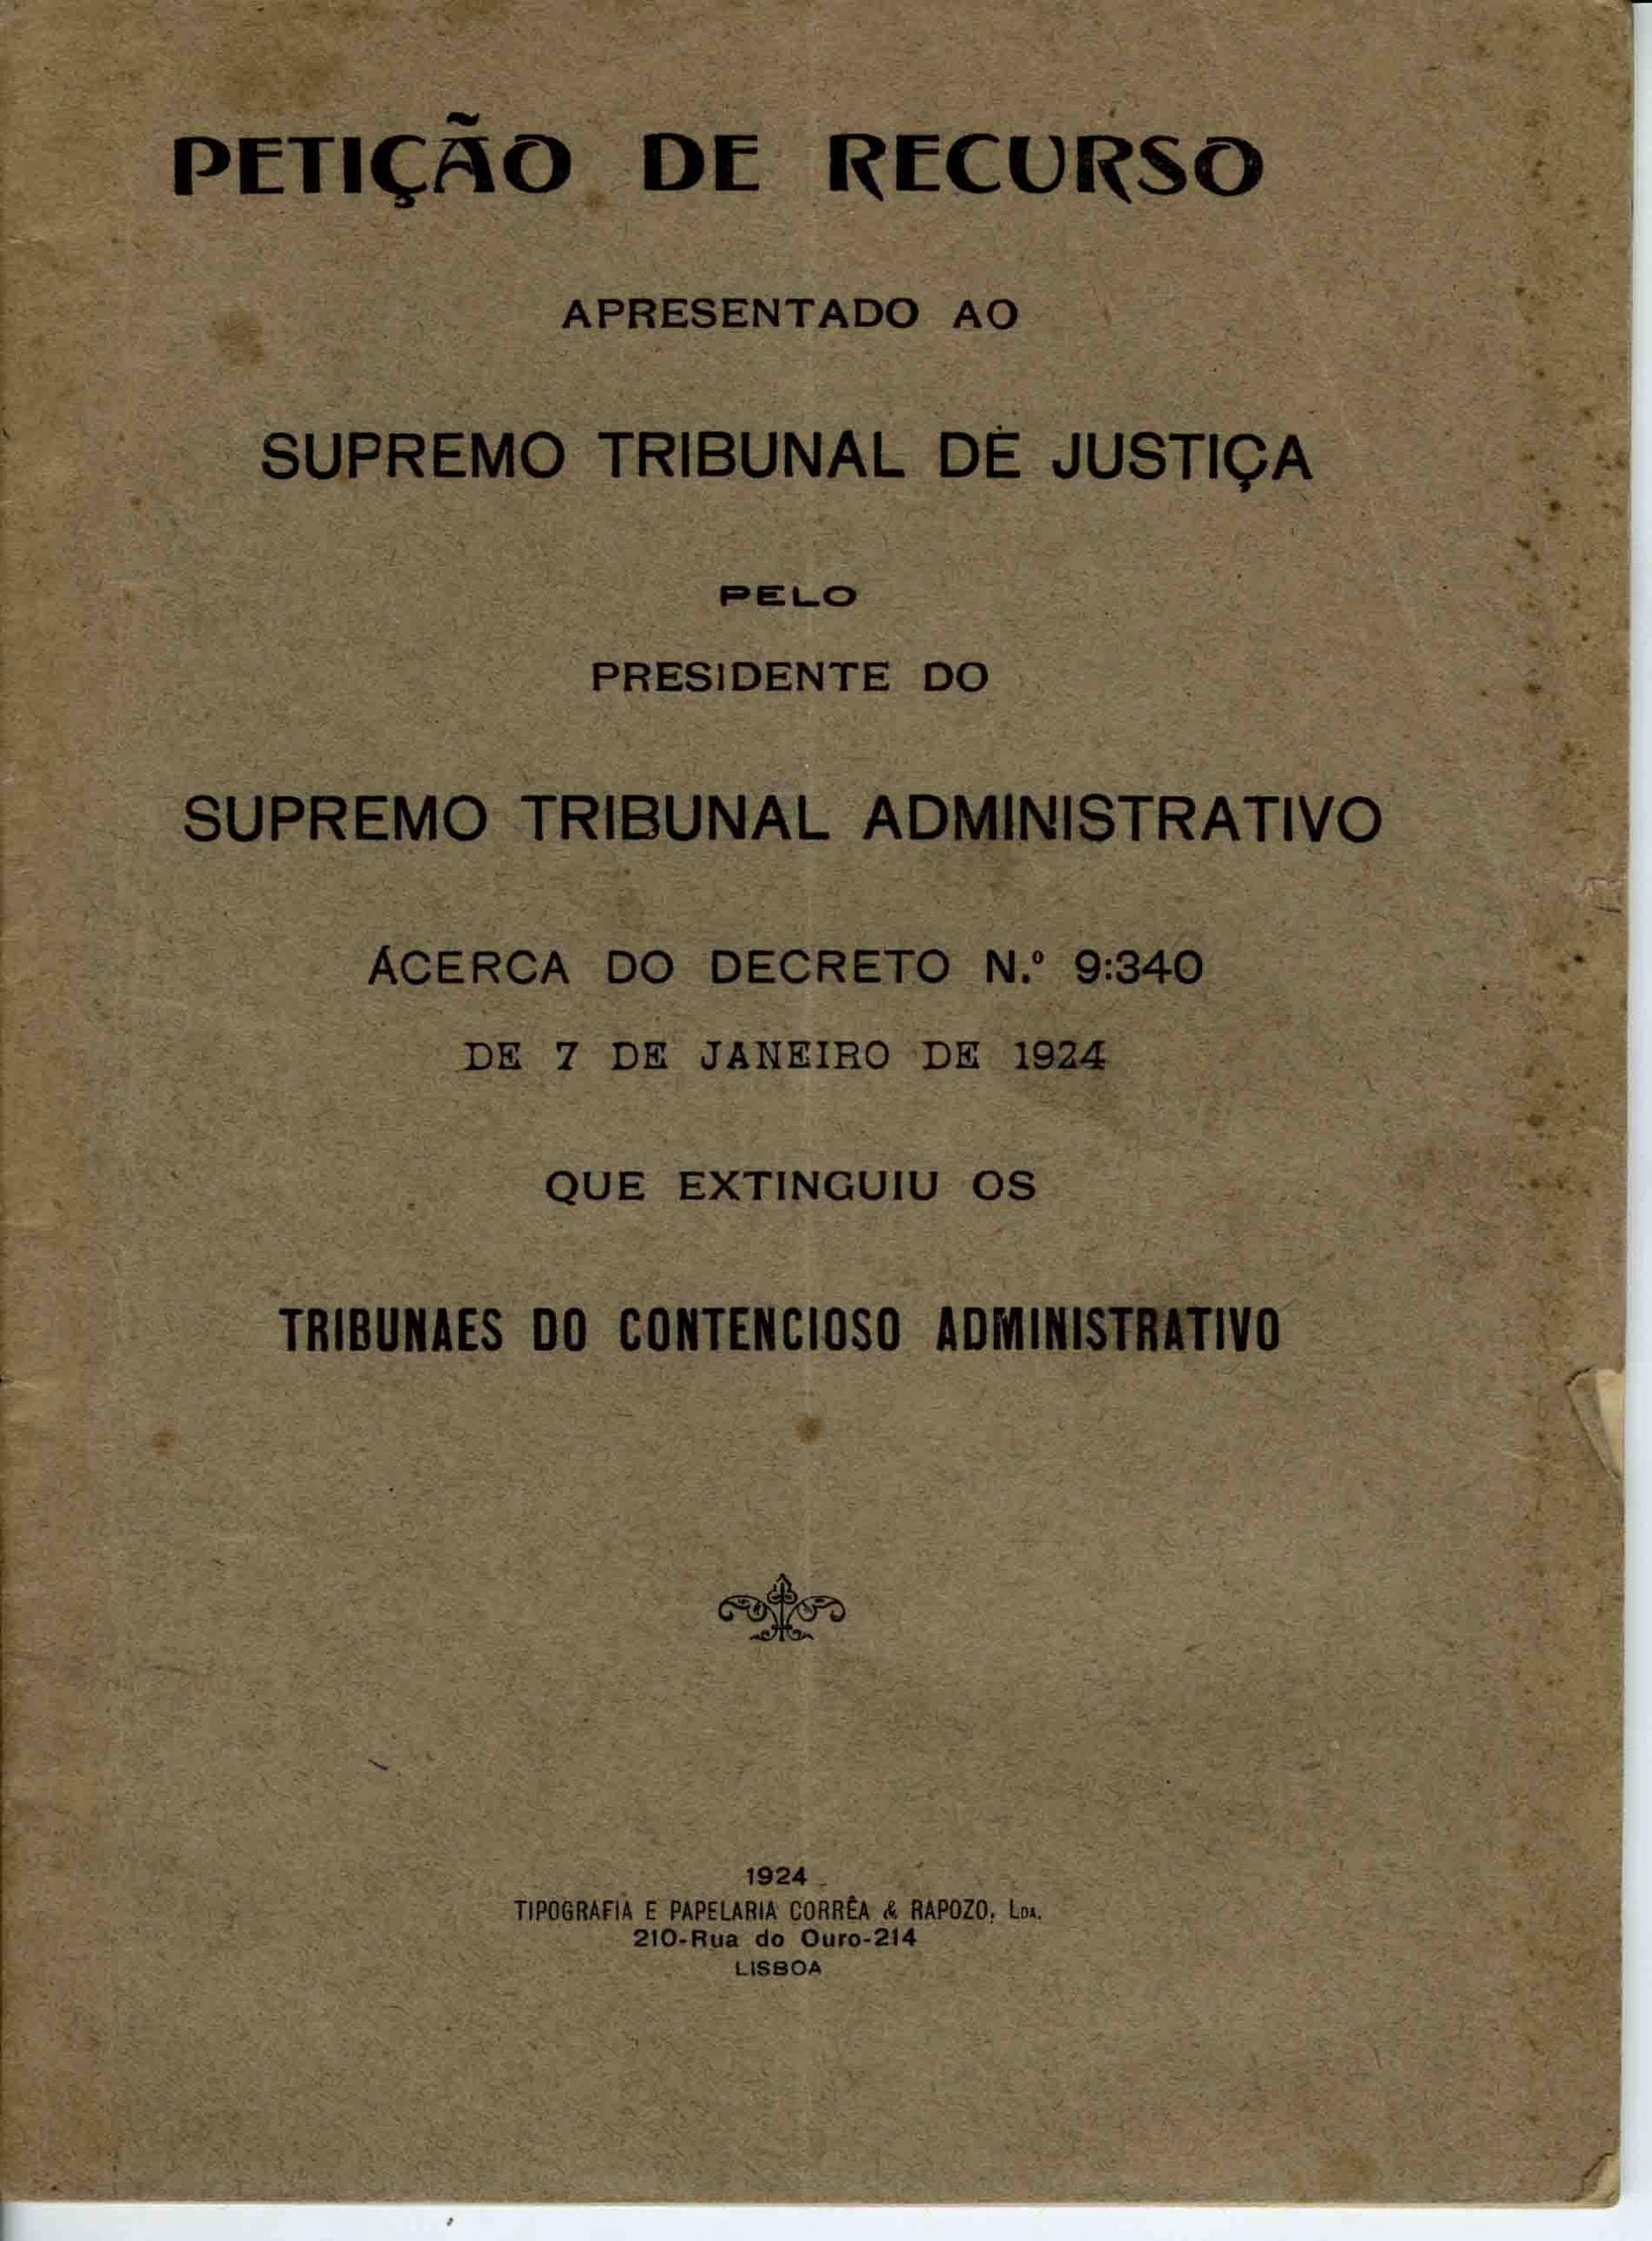 PETIÇÃO DE RECURSO
APRESENTADO AO
SUPREMO TRIBUNAL DE JUSTIÇA
PELO
PRESIDENTE DO
SUPREMO TRIBUNAL ADMINISTRATIVO
ÁCERCA DO DECRETO N.º 9:340
DE 7 DE JANEIRO DE 1924
QUE EXTINGUIU OS
TRIBUNAES DO CONTENCIOSO ADMINISTRATIVO
1924
TIPOGRAFIA E PAPELARIA CORRÊA & RAPOZO, LDA.
210-Rua do Ouro-214
LISBOA